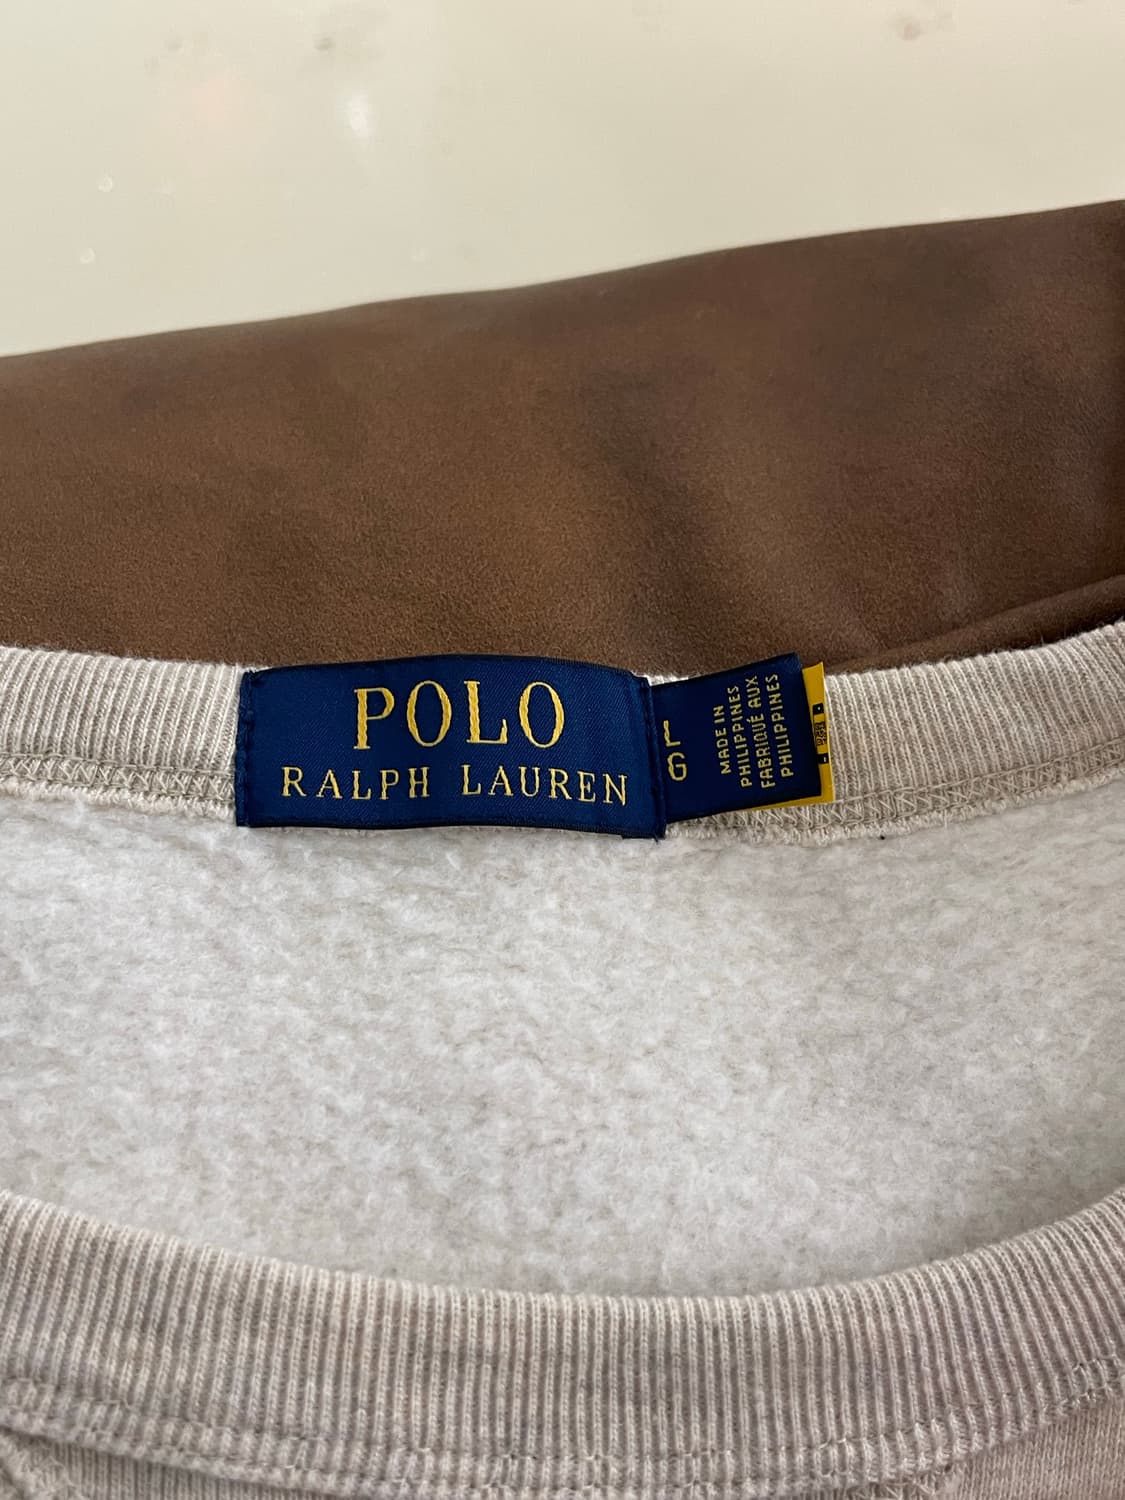 POLO
RALPH LAUREN
G L
MADE IN
PHILIPPINES
FABRIQUÉ AUX
PHILIPPINES